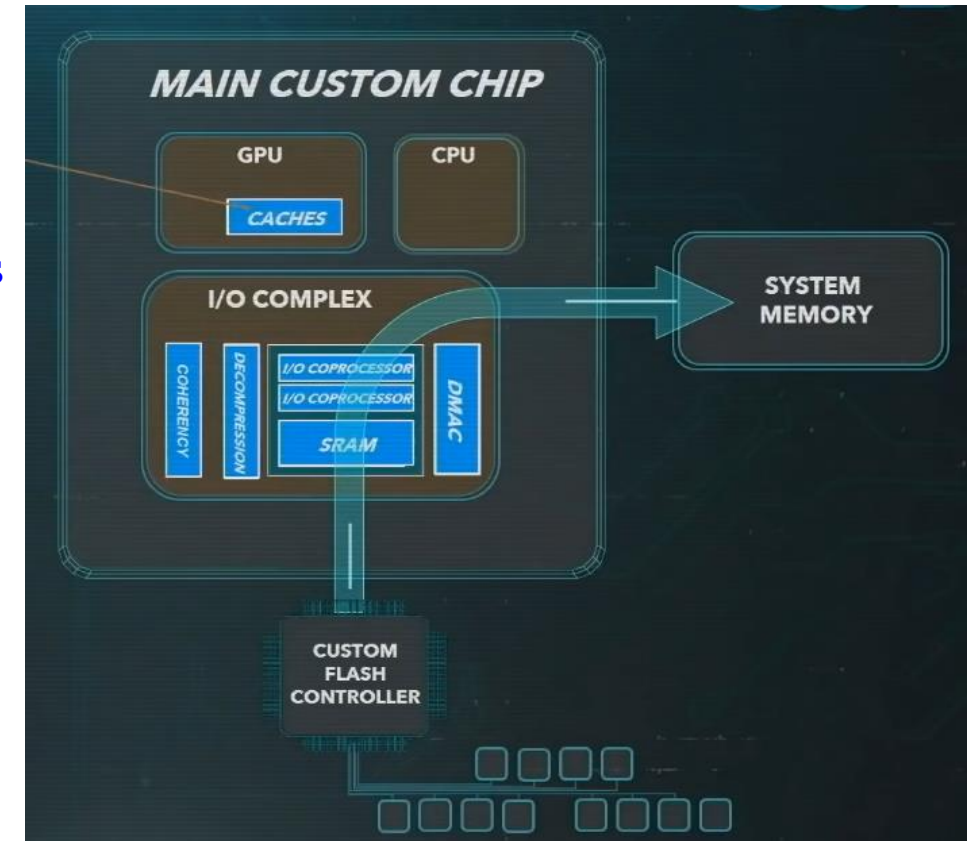 MAIN CUSTOM CHIP
GPU
CPU
CACHES
I/O COMPLEX
COHERENCY
DECOMPRESSION
I/O COPROCESSOR
I/O COPROCESSOR
SRAM
DMAC
SYSTEM
MEMORY
CUSTOM
FLASH
CONTROLLER